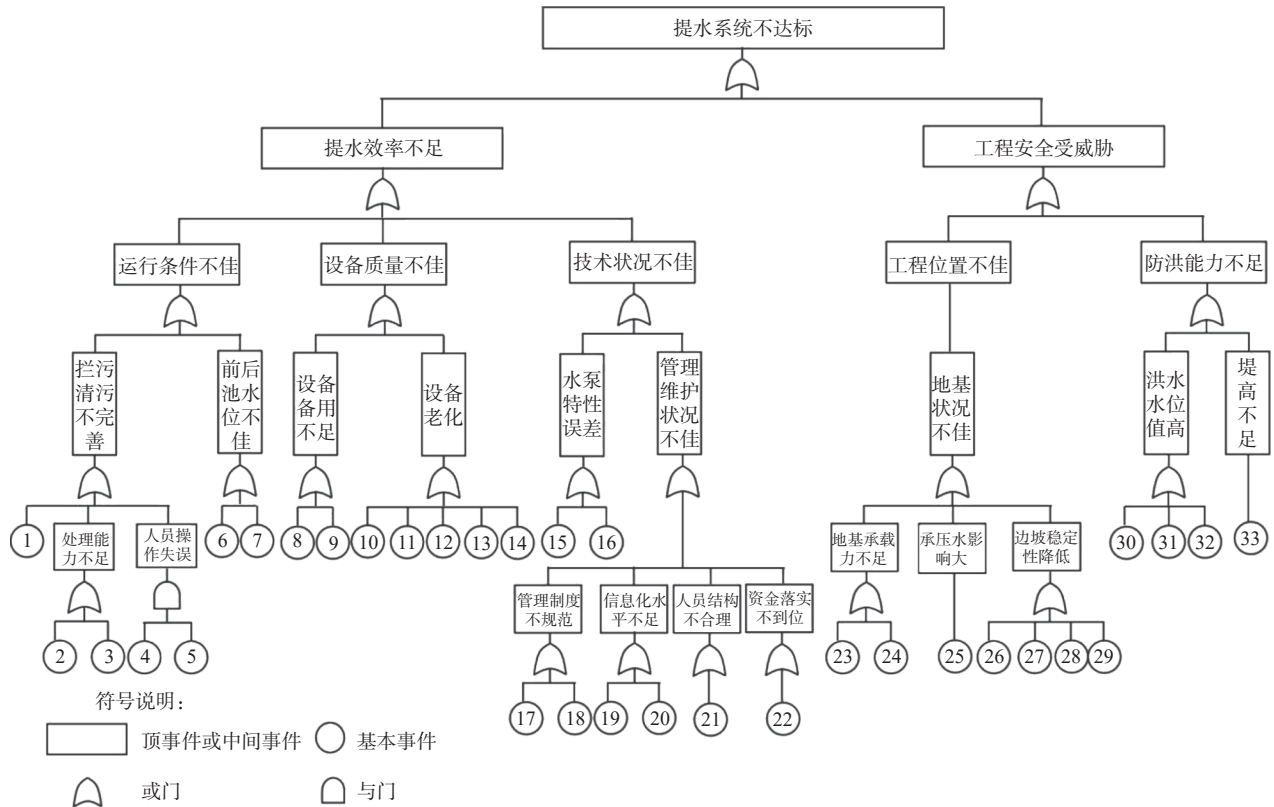 提水系统不达标
提水效率不足
工程安全受威胁
运行条件不佳
设备质量不佳
技术状况不佳
工程位置不佳
防洪能力不足
拦污
清污
不完
善
前后
池水
位不
佳
设备
备用
不足
设备
老化
水泵
特性
误差
管理
维护
状况
不佳
地基
状况
不佳
洪水
水位
值高
堤
高
不
足
1
处理能
力不足
人员操
作失误
6
7
8
9
10
11
12
13
14
15
16
地基承载
力不足
承压水影
响大
边坡稳定
性降低
30
31
32
33
管理制度
不规范
信息化水
平不足
人员结构
不合理
资金落实
不到位
2
3
4
5
23
24
25
26
27
28
29
17
18
19
20
21
22
符号说明：
顶事件或中间事件
基本事件
或门
与门